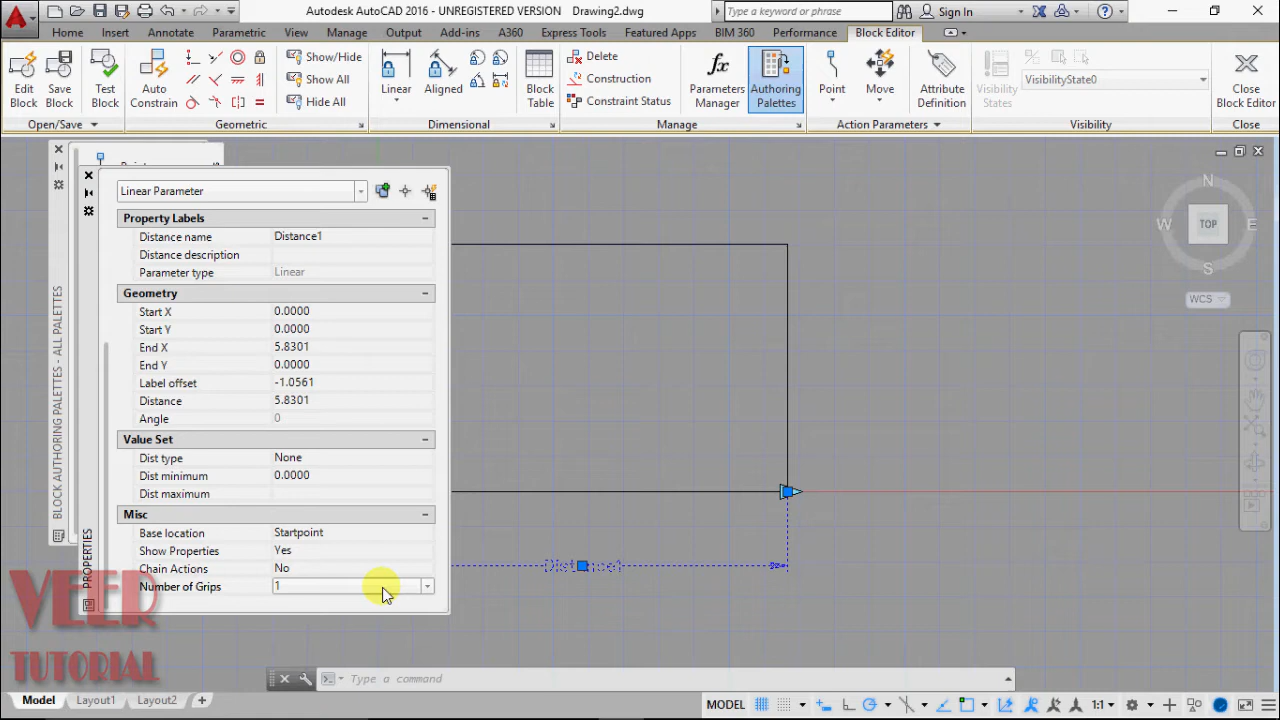 Autodesk AutoCAD 2016 - UNREGISTERED VERSION Drawing2.dwg
Type a keyword or phrase
Sign In
Home Insert Annotate Parametric View Manage Output Add-ins A360 Express Tools Featured Apps BIM 360 Performance Block Editor
Edit Block
Save Block
Test Block
Auto Constrain
Show/Hide
Show All
Hide All
Linear
Aligned
Block Table
Delete
Construction
Constraint Status
Parameters Manager
Authoring Palettes
Point
Move
Attribute Definition
Visibility States
VisibilityState0
Close Block Editor
Open/Save Geometric Dimensional Manage Action Parameters Visibility Close
BLOCK AUTHORING PALETTES - ALL PALETTES
PROPERTIES
Linear Parameter
Property Labels
Distance name Distance1
Distance description
Parameter type Linear
Geometry
Start X 0.0000
Start Y 0.0000
End X 5.8301
End Y 0.0000
Label offset -1.0561
Distance 5.8301
Angle 0
Value Set
Dist type None
Dist minimum 0.0000
Dist maximum
Misc
Base location Startpoint
Show Properties Yes
Chain Actions No
Number of Grips 1
Distance1
N
W TOP E
S
WCS
VEER
TUTORIAL
Type a command
Model Layout1 Layout2 +
MODEL 1:1